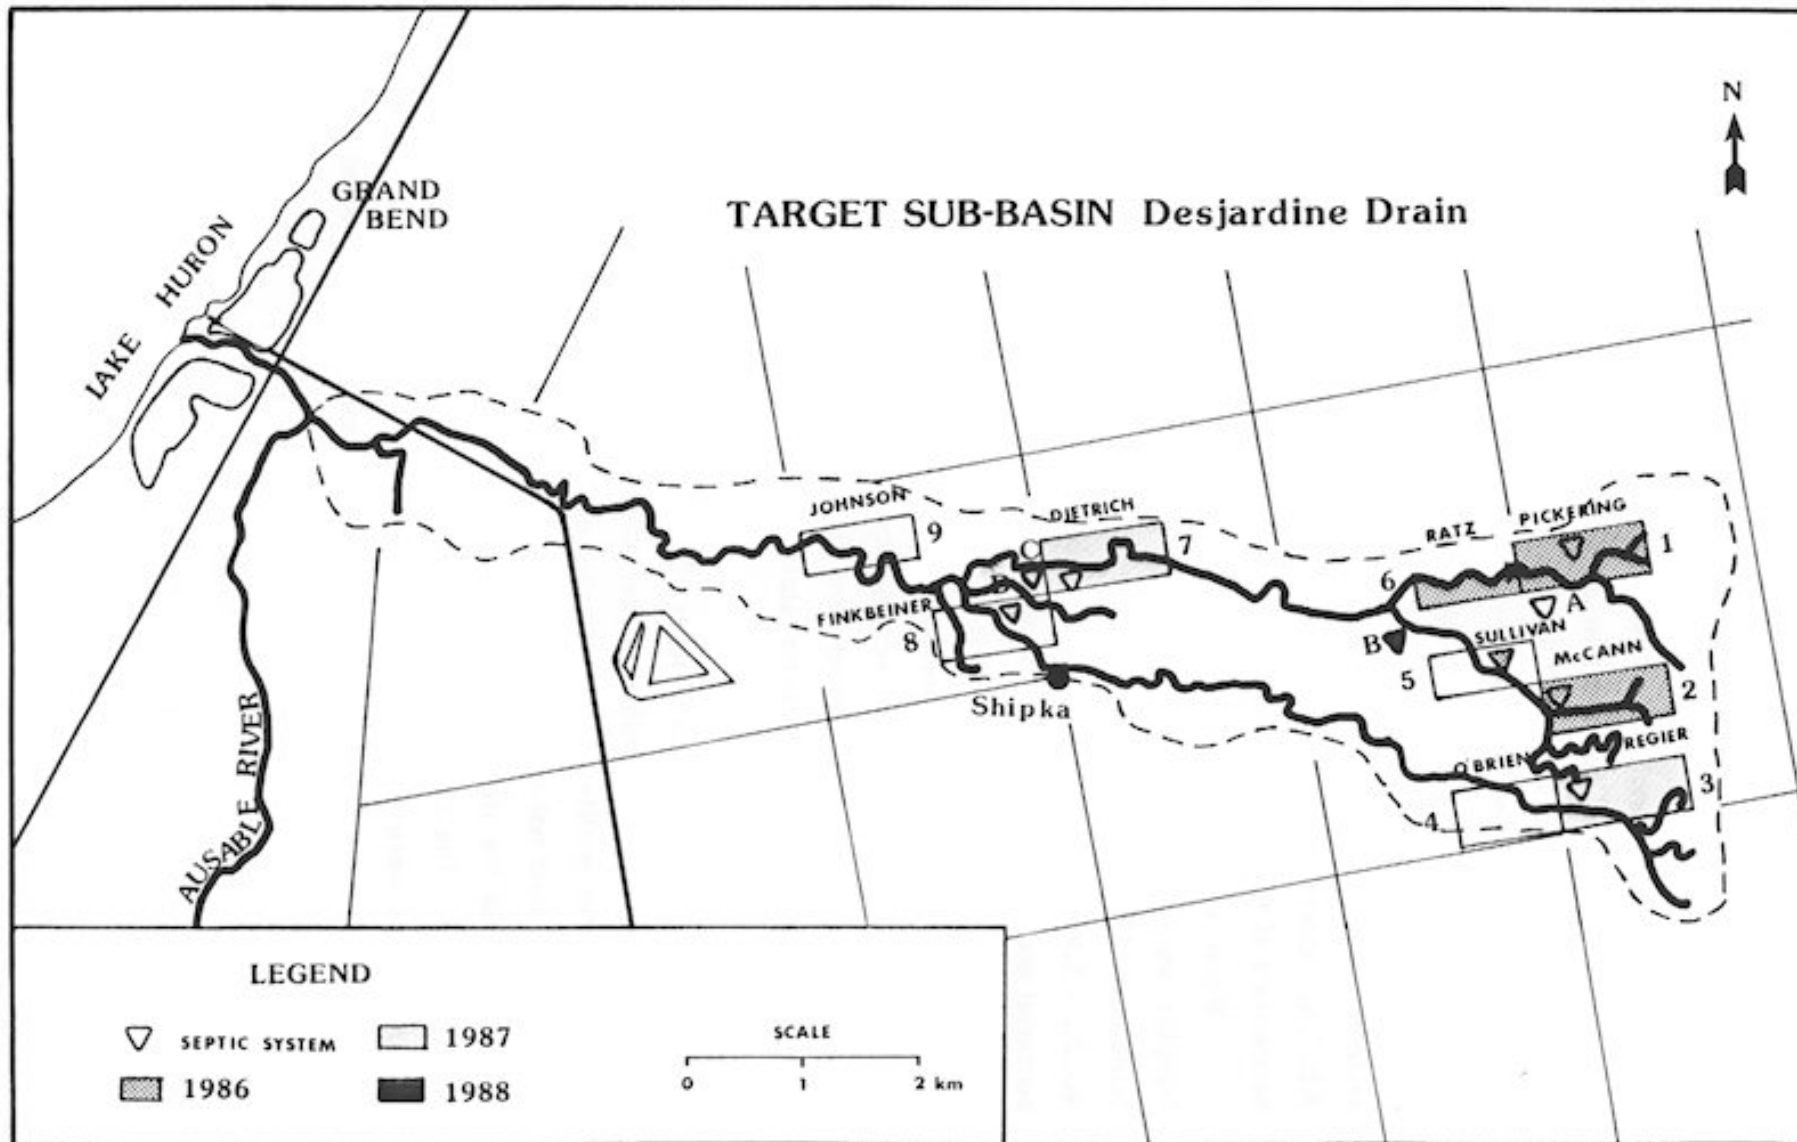 N
GRAND
BEND
TARGET SUB-BASIN Desjardine Drain
LAKE HURON
JOHNSON
9
DJETRICH
7
C
D
RATZ
PICKERING
1
6
A
B
SULLIVAN
5
McCANN
2
FINKBEINER
8
Shipka
REGIER
3
O'BRIEN
4
AUSABLE RIVER
LEGEND
SEPTIC SYSTEM
1987
1986
1988
SCALE
0 1 2 km